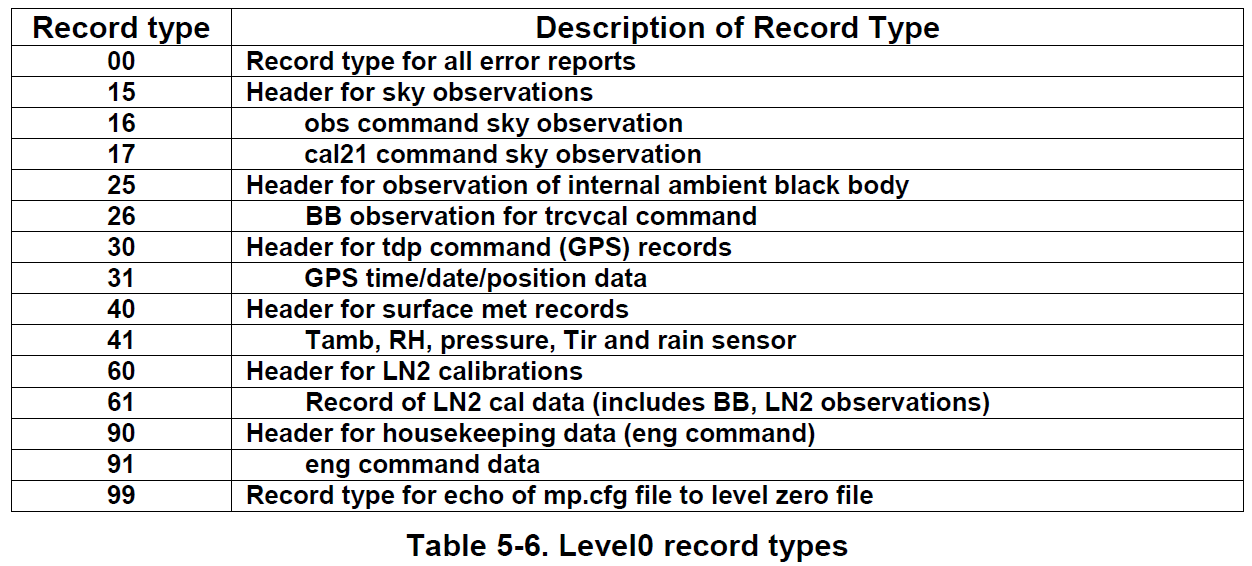 Record type Description of Record Type
00 Record type for all error reports
15 Header for sky observations
16 obs command sky observation
17 cal21 command sky observation
25 Header for observation of internal ambient black body
26 BB observation for trcvcal command
30 Header for tdp command (GPS) records
31 GPS time/date/position data
40 Header for surface met records
41 Tamb, RH, pressure, Tir and rain sensor
60 Header for LN2 calibrations
61 Record of LN2 cal data (includes BB, LN2 observations)
90 Header for housekeeping data (eng command)
91 eng command data
99 Record type for echo of mp.cfg file to level zero file
Table 5-6. Level0 record types